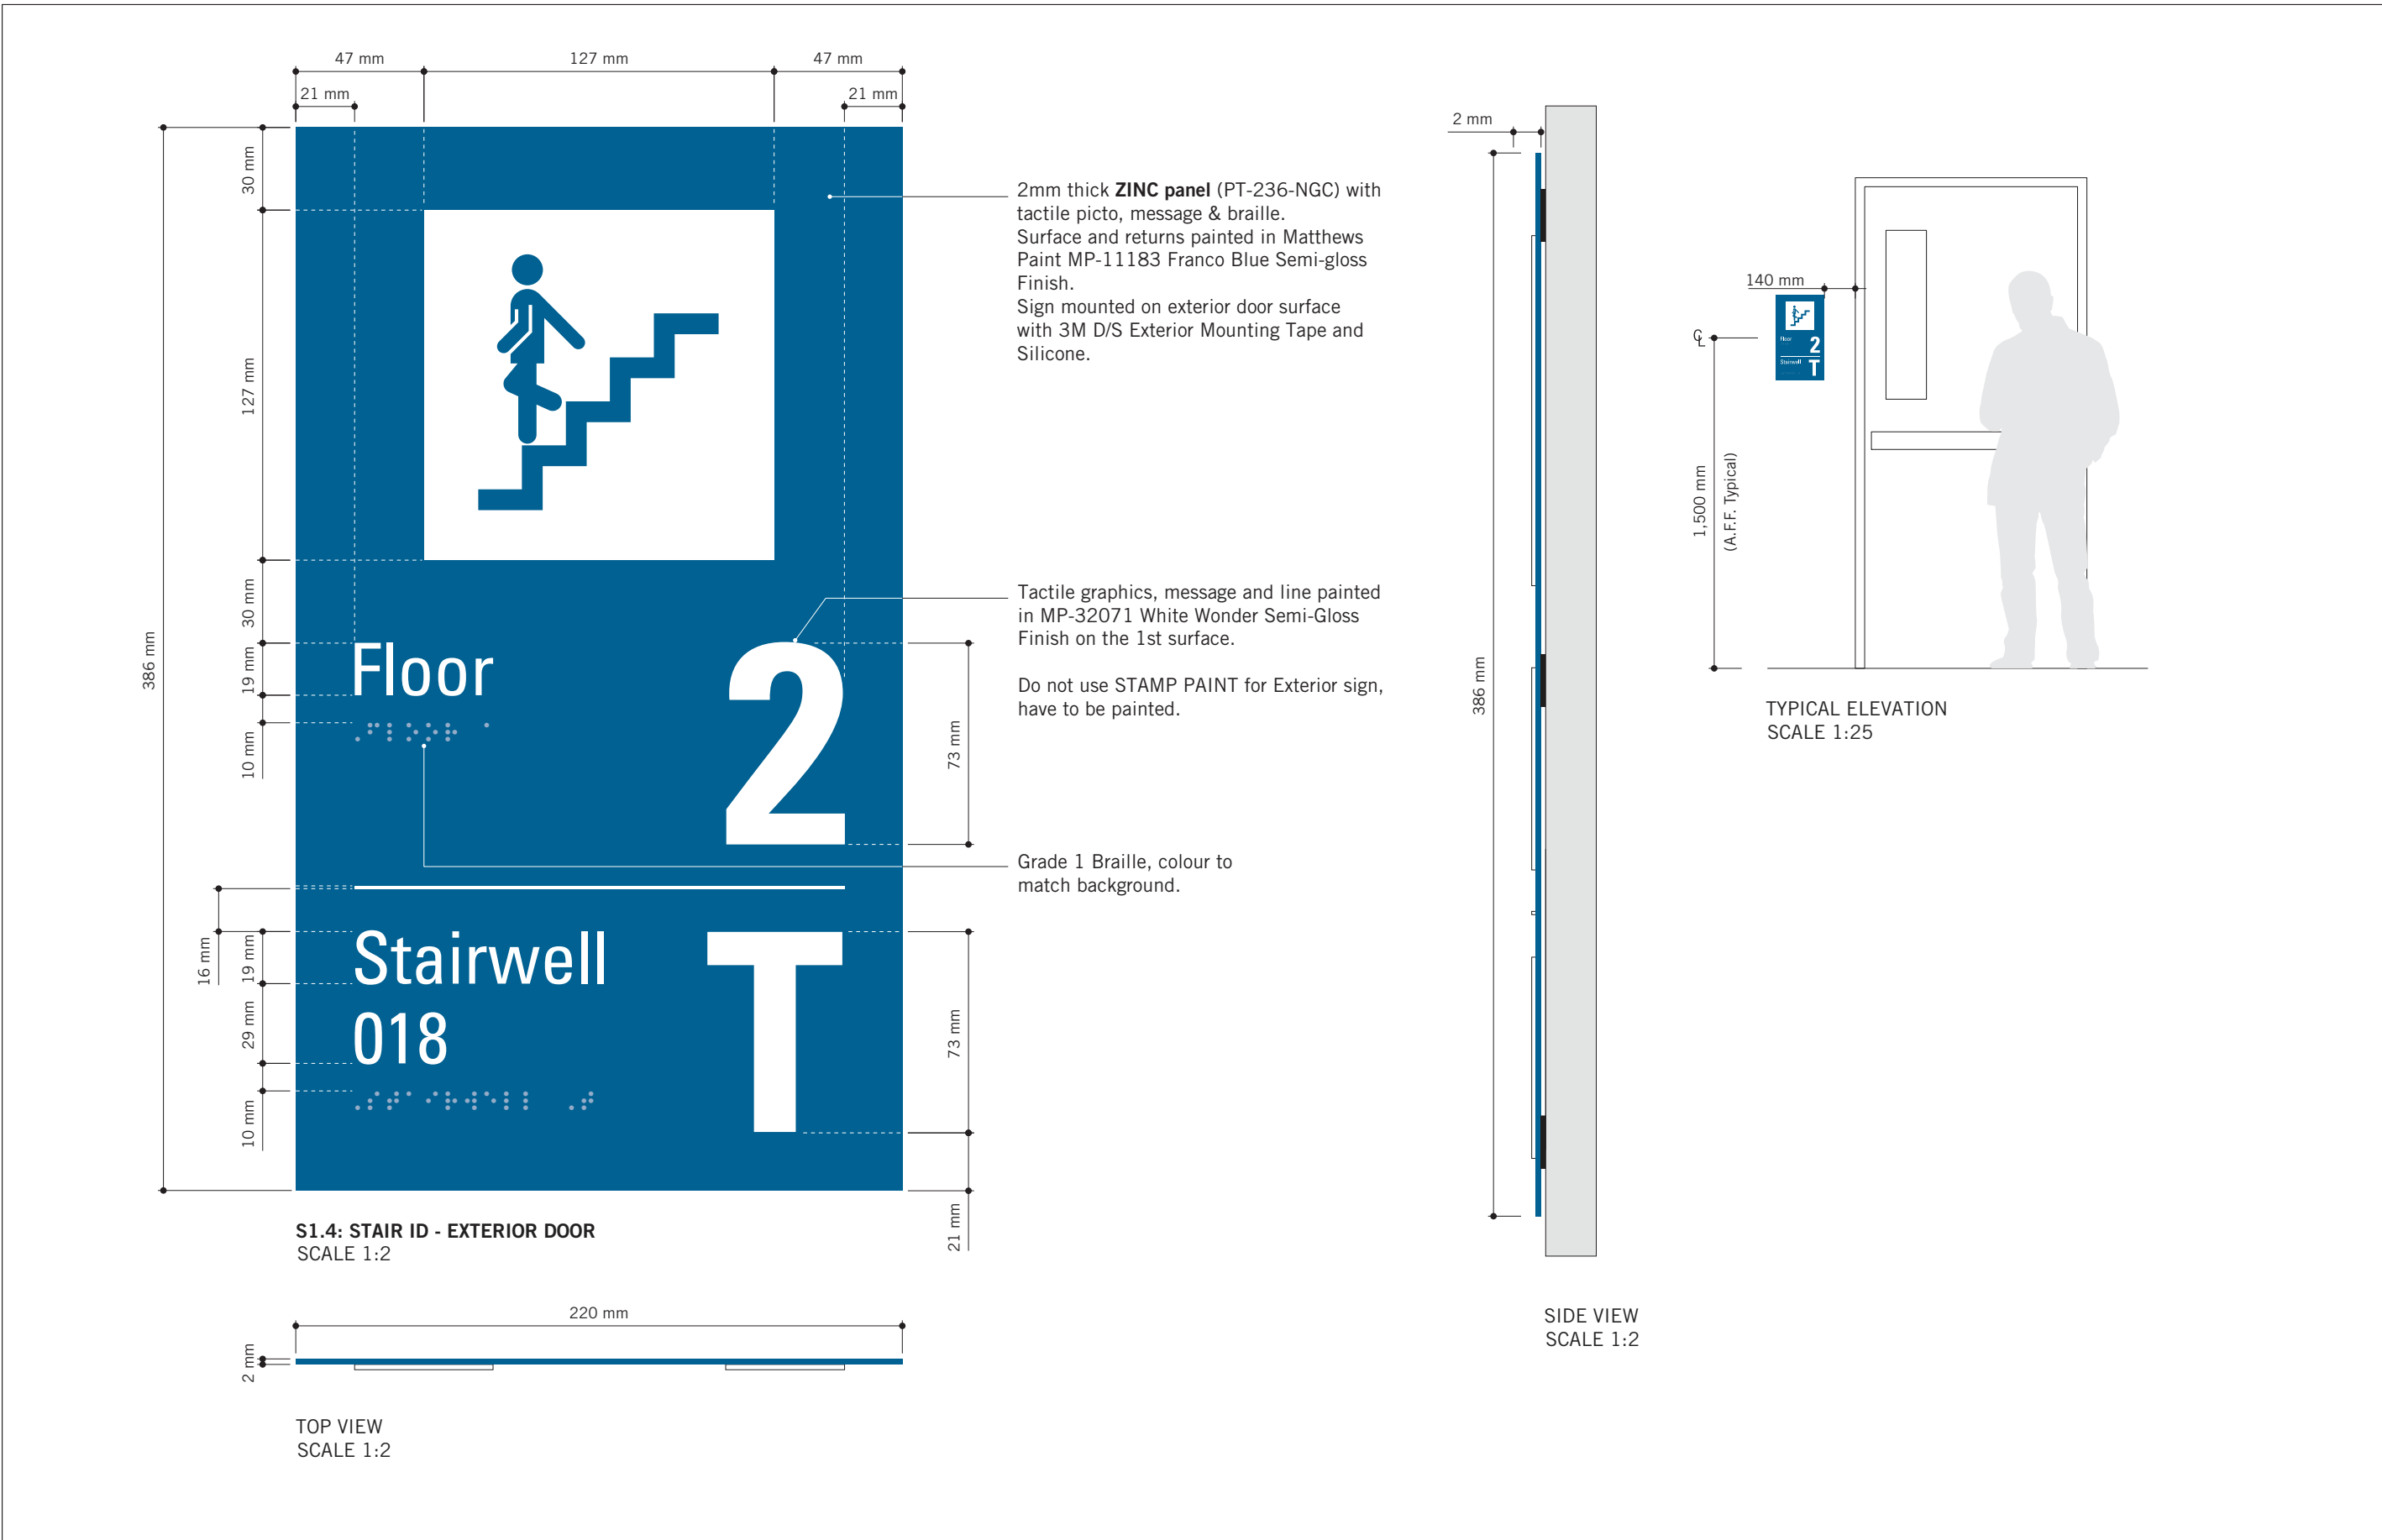 47 mm
127 mm
47 mm
21 mm
21 mm
30 mm
127 mm
30 mm
19 mm
10 mm
386 mm
16 mm
19 mm
29 mm
10 mm
Floor
2
⠠⠋⠇⠕⠕⠗ ⠂
Stairwell
018
T
⠠⠎⠞⠁⠊⠗⠺⠑⠇⠇ ⠠⠞
73 mm
73 mm
21 mm
2mm thick ZINC panel (PT-236-NGC) with
tactile picto, message & braille.
Surface and returns painted in Matthews
Paint MP-11183 Franco Blue Semi-gloss
Finish.
Sign mounted on exterior door surface
with 3M D/S Exterior Mounting Tape and
Silicone.
Tactile graphics, message and line painted
in MP-32071 White Wonder Semi-Gloss
Finish on the 1st surface.
Do not use STAMP PAINT for Exterior sign,
have to be painted.
Grade 1 Braille, colour to
match background.
S1.4: STAIR ID - EXTERIOR DOOR
SCALE 1:2
220 mm
2 mm
TOP VIEW
SCALE 1:2
2 mm
386 mm
SIDE VIEW
SCALE 1:2
140 mm
Floor
2
Stairwell
T
℄
1,500 mm
(A.F.F. Typical)
TYPICAL ELEVATION
SCALE 1:25